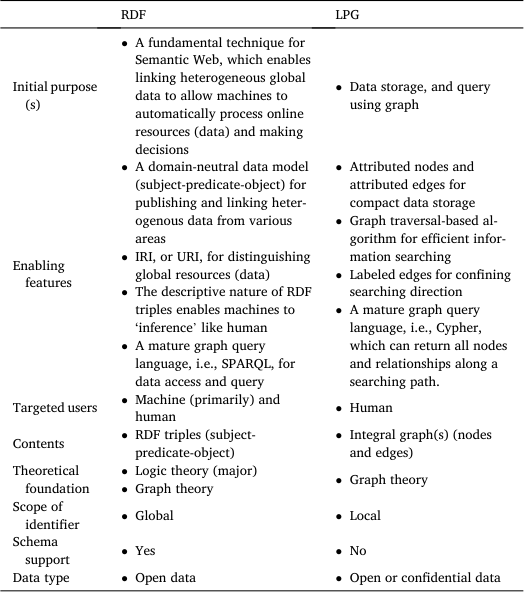 RDF LPG
Initial purpose
(s)
• A fundamental technique for
Semantic Web, which enables
linking heterogeneous global
data to allow machines to
automatically process online
resources (data) and making
decisions
• Data storage, and query
using graph
Enabling
features
• A domain-neutral data model
(subject-predicate-object) for
publishing and linking heter-
ogenous data from various
areas
• IRI, or URI, for distinguishing
global resources (data)
• The descriptive nature of RDF
triples enables machines to
‘inference’ like human
• A mature graph query
language, i.e., SPARQL, for
data access and query
• Attributed nodes and
attributed edges for
compact data storage
• Graph traversal-based al-
gorithm for efficient infor-
mation searching
• Labeled edges for confining
searching direction
• A mature graph query
language, i.e., Cypher,
which can return all nodes
and relationships along a
searching path.
Targeted users
• Machine (primarily) and
human
• Human
Contents
• RDF triples (subject-
predicate-object)
• Integral graph(s) (nodes
and edges)
Theoretical
foundation
• Logic theory (major)
• Graph theory
• Graph theory
Scope of
identifier
• Global
• Local
Schema
support
• Yes
• No
Data type
• Open data
• Open or confidential data